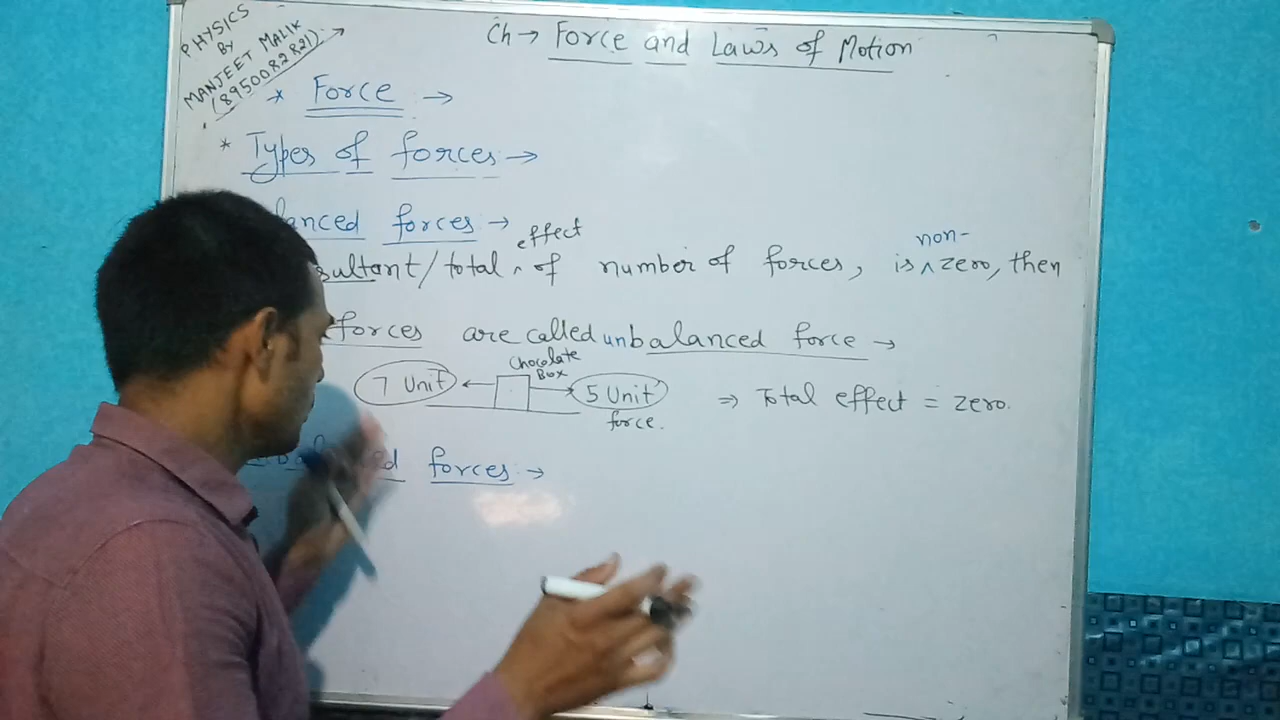 PHYSICS
BY
MANJEET MALIK
(8950082821) →
Ch → Force and Laws of Motion
* Force →
* Types of forces →
forces →
effect
/total ^ of number of forces, is ^ zero, then
non-
forces are called unbalanced force →
Chocolate
Box
7 Unit
5 Unit
force.
⇒ Total effect = zero.
forces →